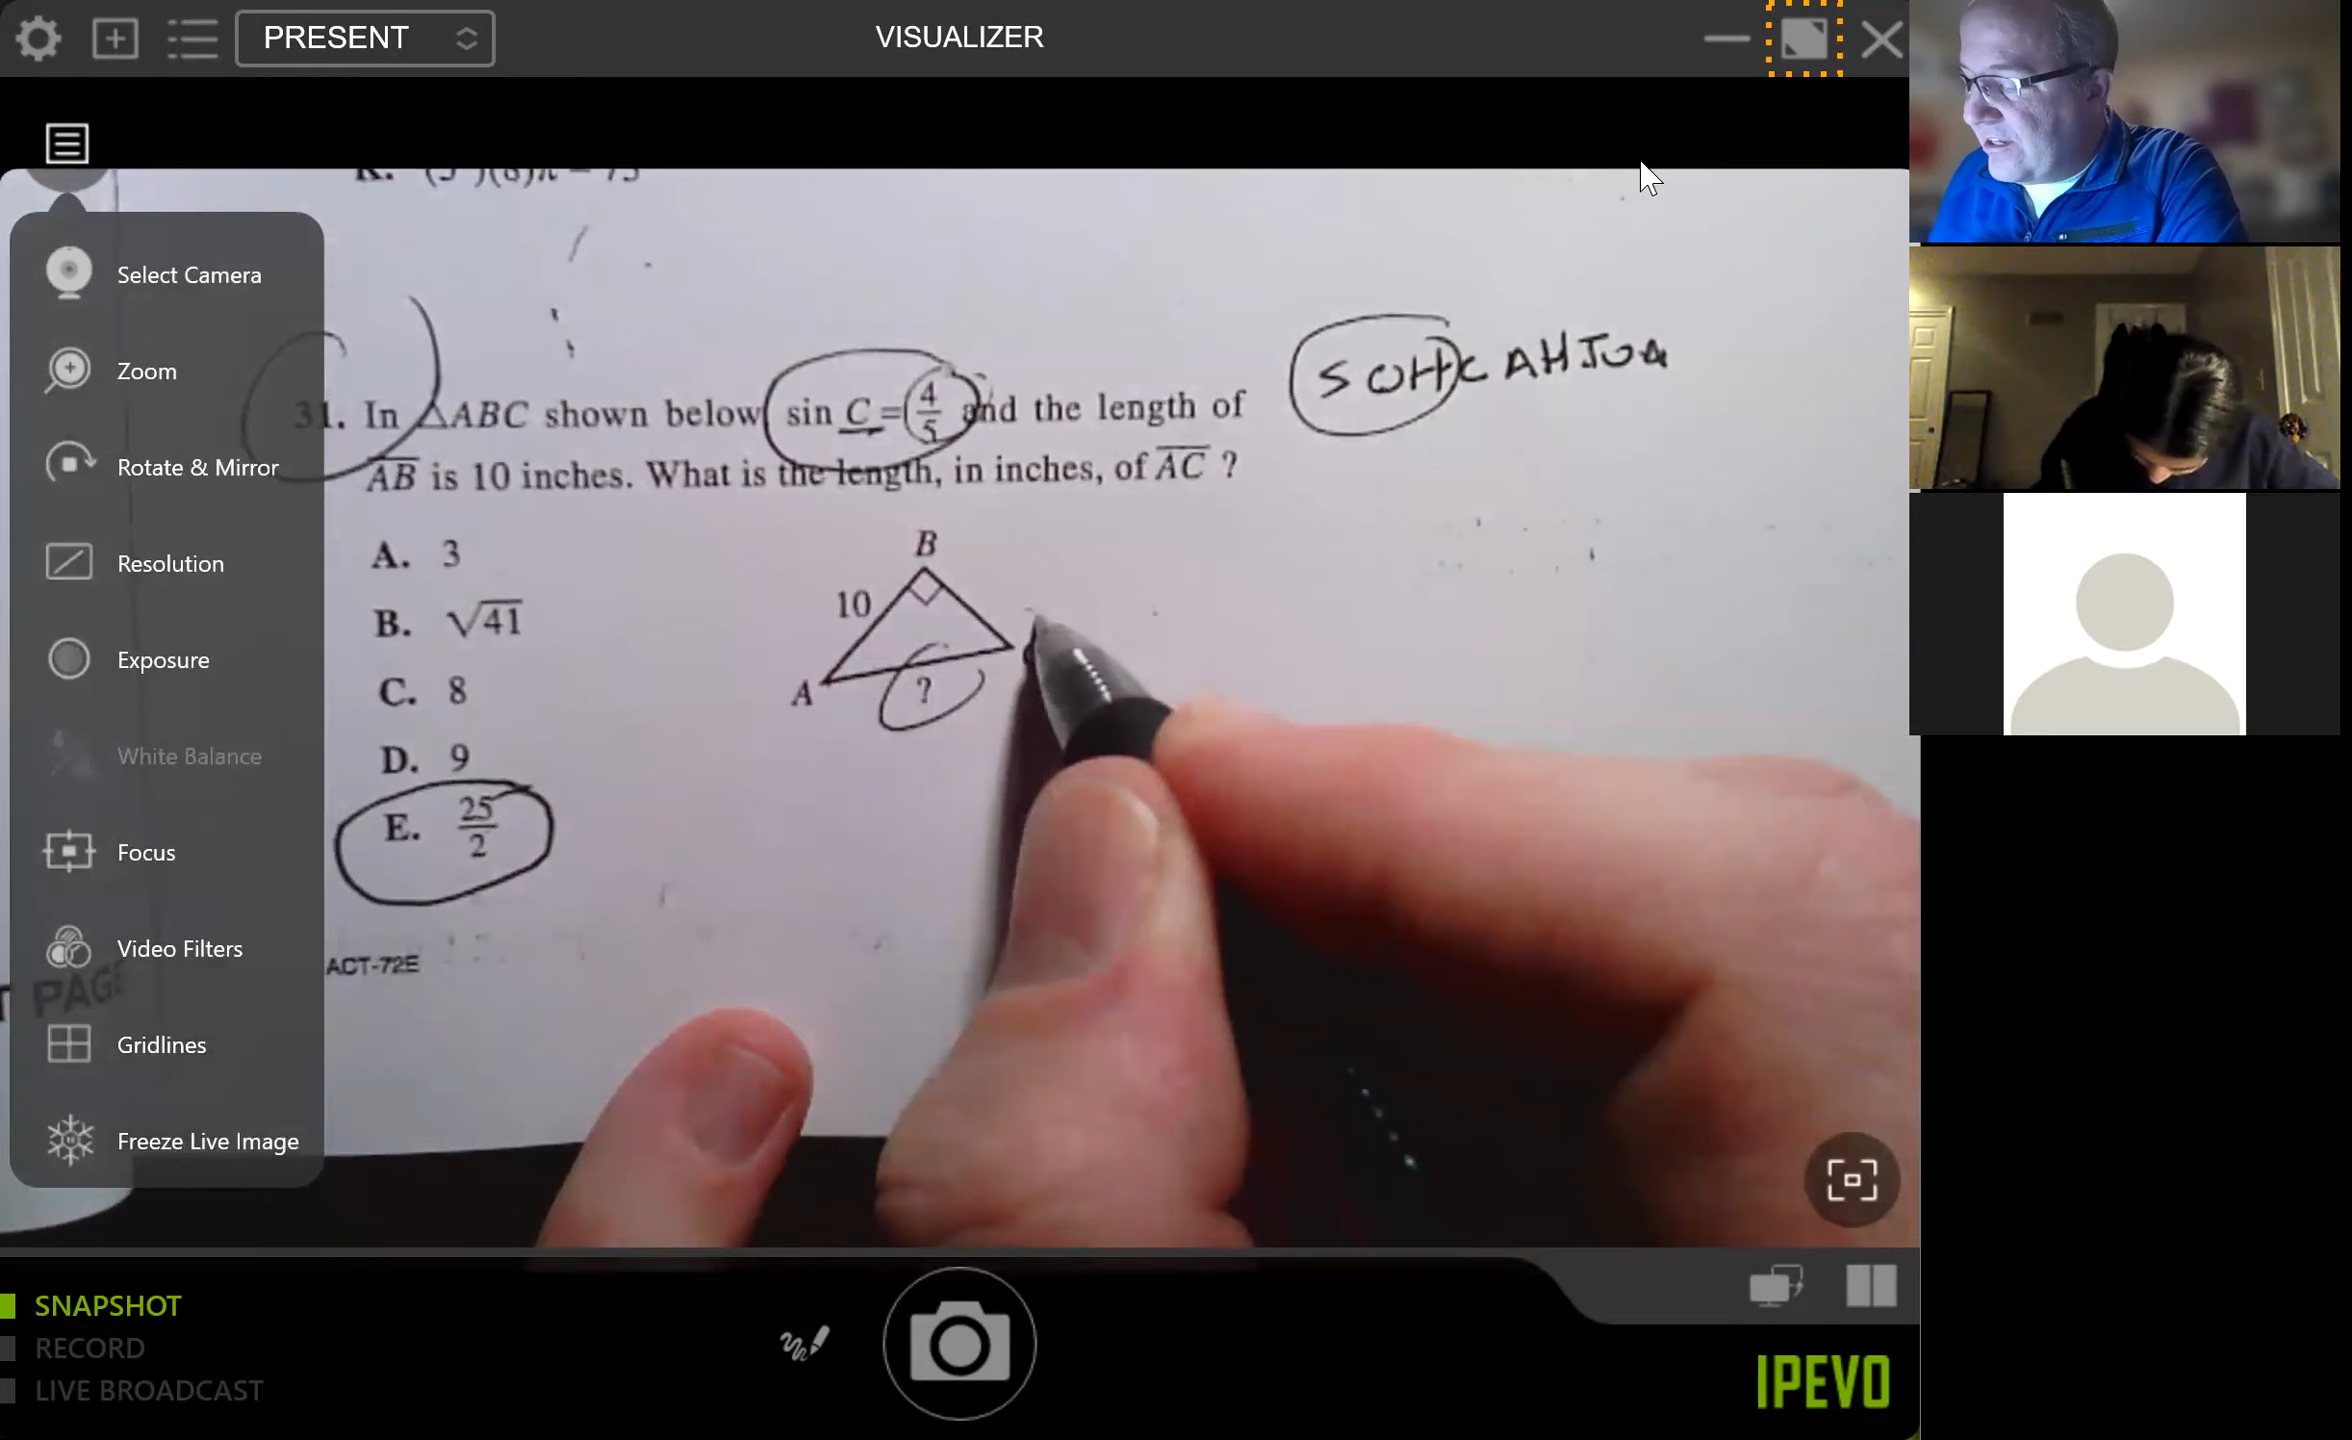 PRESENT
VISUALIZER
Select Camera
Zoom
Rotate & Mirror
Resolution
Exposure
White Balance
Focus
Video Filters
Gridlines
Freeze Live Image
31. In △ABC shown below sin C = 4/5 and the length of
AB is 10 inches. What is the length, in inches, of AC ?
SOHCAHTOA
A. 3
B. √41
C. 8
D. 9
E. 25/2
B
10
A
?
ACT-72E
PAGE
SNAPSHOT
RECORD
LIVE BROADCAST
IPEVO